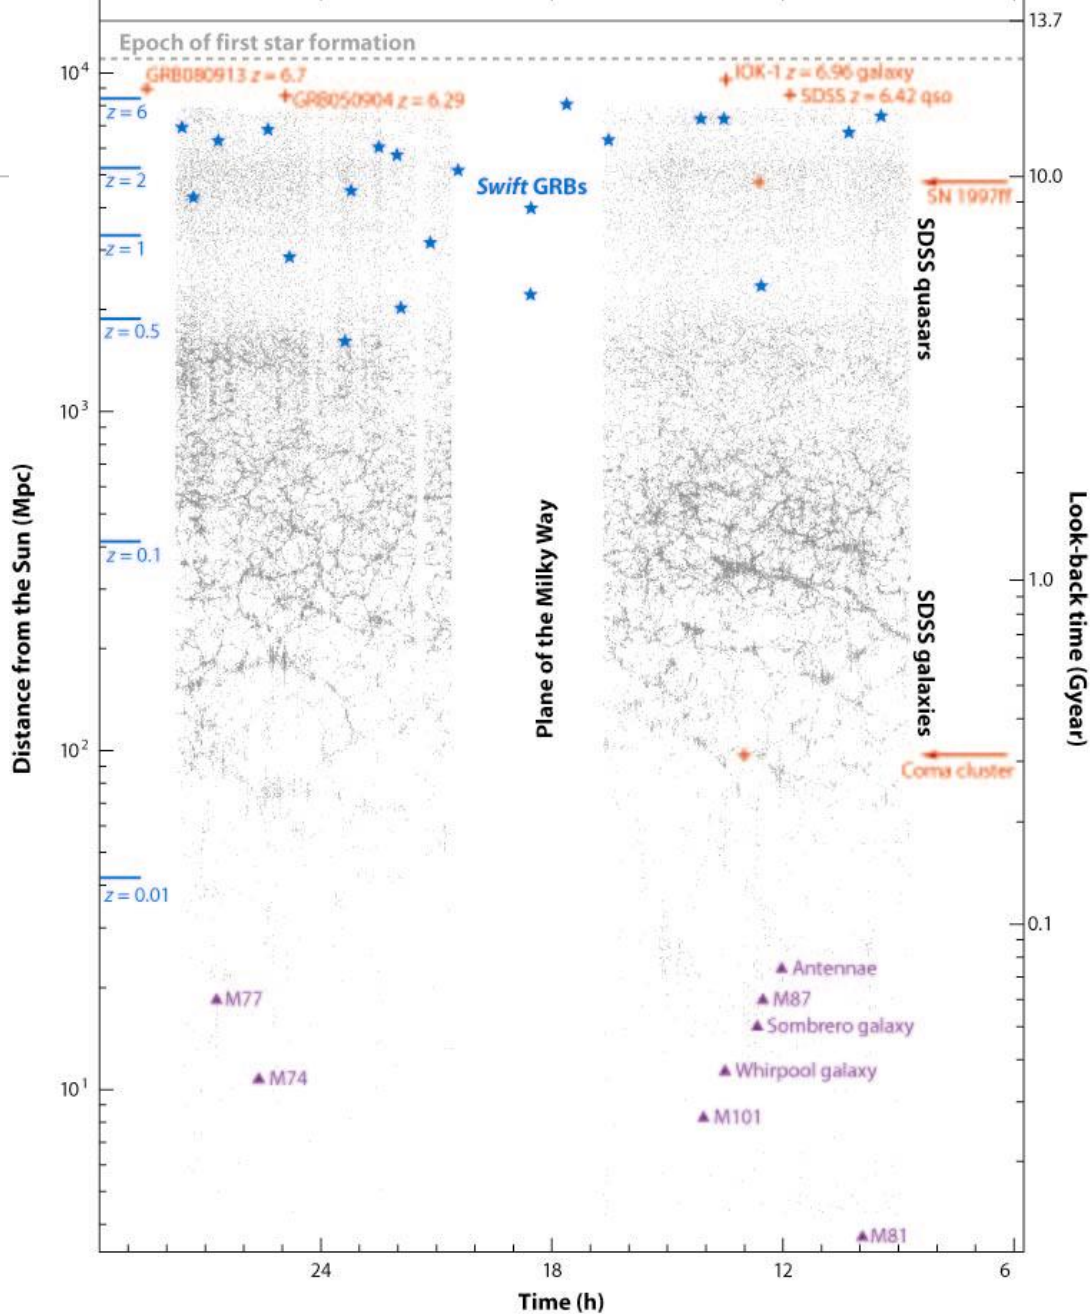 13.7
Epoch of first star formation
10⁴
GRB080913 z = 6.7
IOK-1 z = 6.96 galaxy
GRB050904 z = 6.29
SDSS z = 6.42 qso
z = 6
z = 2
10.0
Swift GRBs
SN 1997ff
z = 1
SDSS quasars
z = 0.5
10³
Distance from the Sun (Mpc)
Plane of the Milky Way
Look-back time (Gyear)
z = 0.1
1.0
SDSS galaxies
10²
Coma cluster
z = 0.01
0.1
Antennae
M77
M87
Sombrero galaxy
Whirpool galaxy
M74
10¹
M101
M81
24
18
12
6
Time (h)